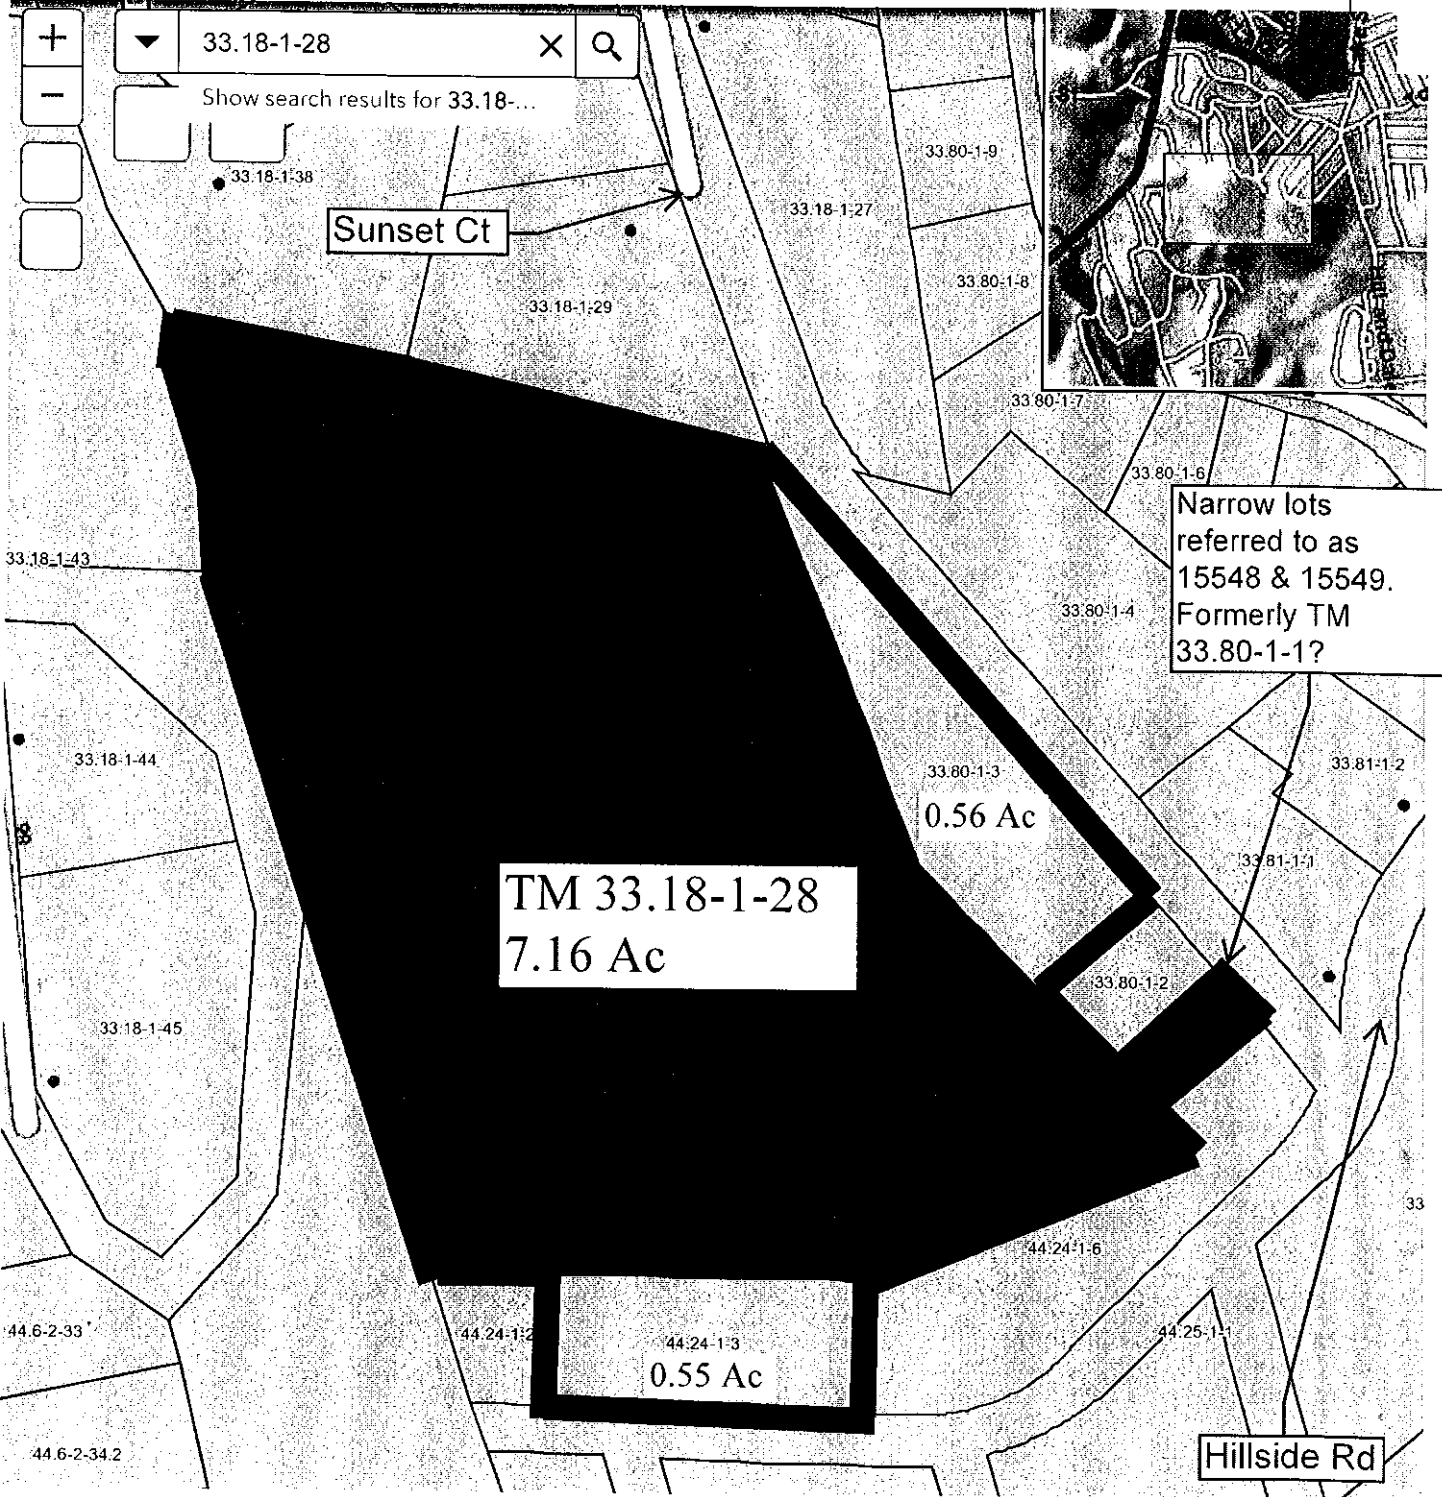 33.18-1-28
Show search results for 33.18-...
33.18-1-38
33.80-1-9
33.18-1-27
Sunset Ct
33.80-1-8
33.18-1-29
33.80-1-7
33.80-1-6
Narrow lots
referred to as
15548 & 15549.
Formerly TM
33.80-1-1?
33.18-1-43
33.80-1-4
33.18-1-44
33.80-1-3
0.56 Ac
33.81-1-2
33.81-1-1
TM 33.18-1-28
7.16 Ac
33.80-1-2
33.18-1-45
33
44.24-1-6
44.6-2-33
44.24-1-2
44.24-1-3
0.55 Ac
44.25-1-1
44.6-2-34.2
Hillside Rd